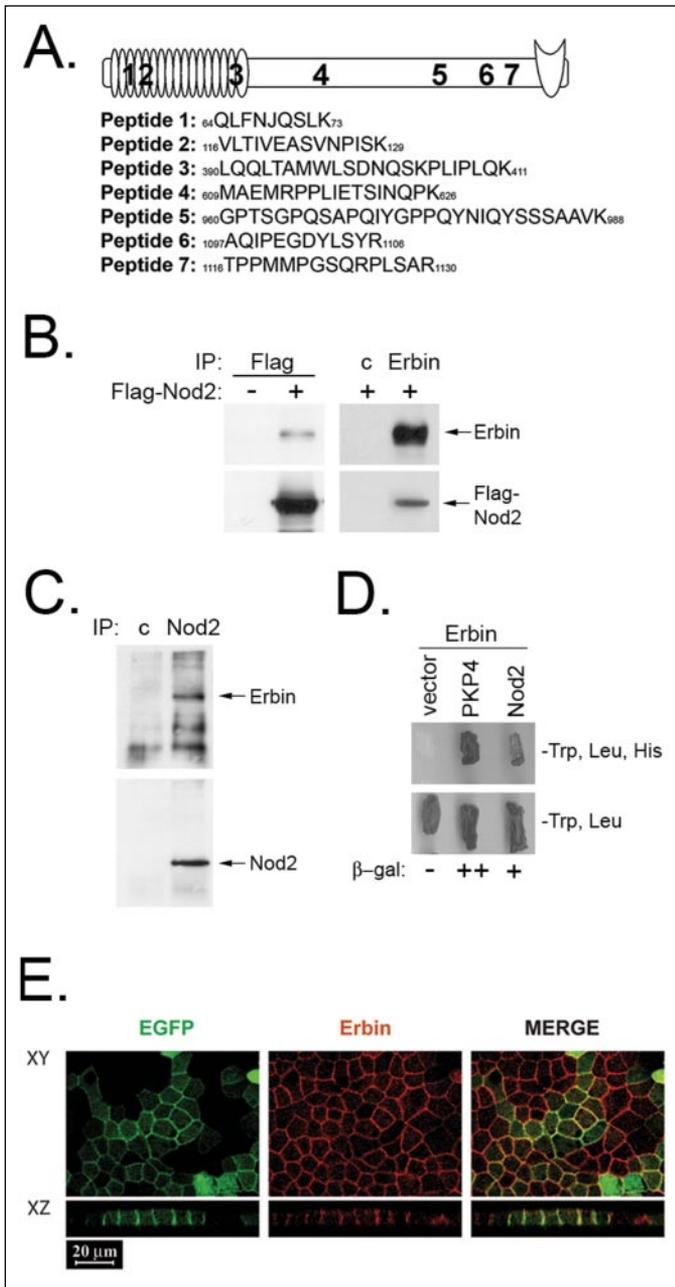 A.
1 2 3 4 5 6 7
Peptide 1: 64QLFNJQSLK73
Peptide 2: 116VLTIVEASVNPISK129
Peptide 3: 390LQQLTAMWLSDNQSKPLIPLQK411
Peptide 4: 609MAEMRPPLIETSINQPK626
Peptide 5: 960GPTSGPQSAPQIYGPPQYNIQYSSSAAVK988
Peptide 6: 1097AQIPEGDYLSYR1106
Peptide 7: 1116TPPMMPGSQRPLSAR1130
B.
IP: Flag c Erbin
Flag-Nod2: - + + +
Erbin
Flag-
Nod2
C.
IP: c Nod2
Erbin
Nod2
D.
Erbin
vector PKP4 Nod2
-Trp, Leu, His
-Trp, Leu
β–gal: - ++ +
E.
EGFP Erbin MERGE
XY
XZ
20 μm